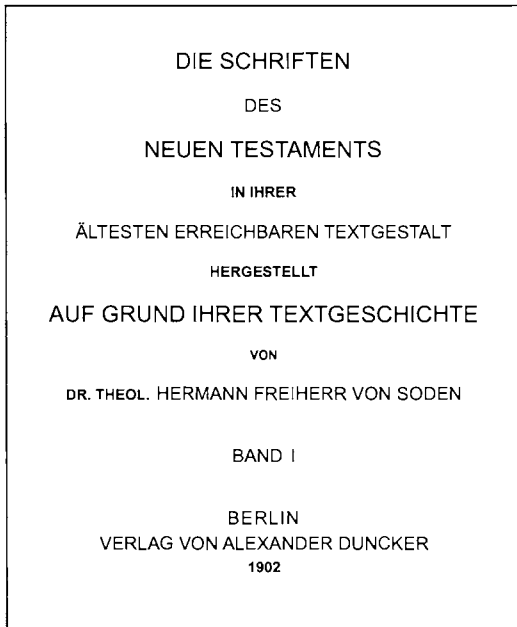 DIE SCHRIFTEN
DES
NEUEN TESTAMENTS
IN IHRER
ÄLTESTEN ERREICHBAREN TEXTGESTALT
HERGESTELLT
AUF GRUND IHRER TEXTGESCHICHTE
VON
DR. THEOL. HERMANN FREIHERR VON SODEN
BAND I
BERLIN
VERLAG VON ALEXANDER DUNCKER
1902